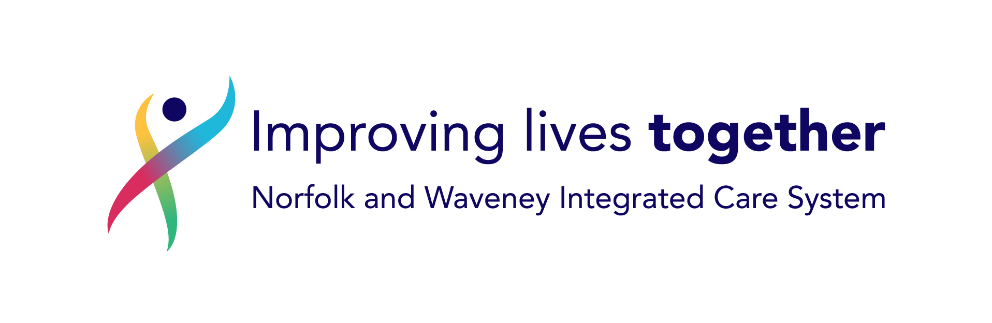 Improving lives together
Norfolk and Waveney Integrated Care System